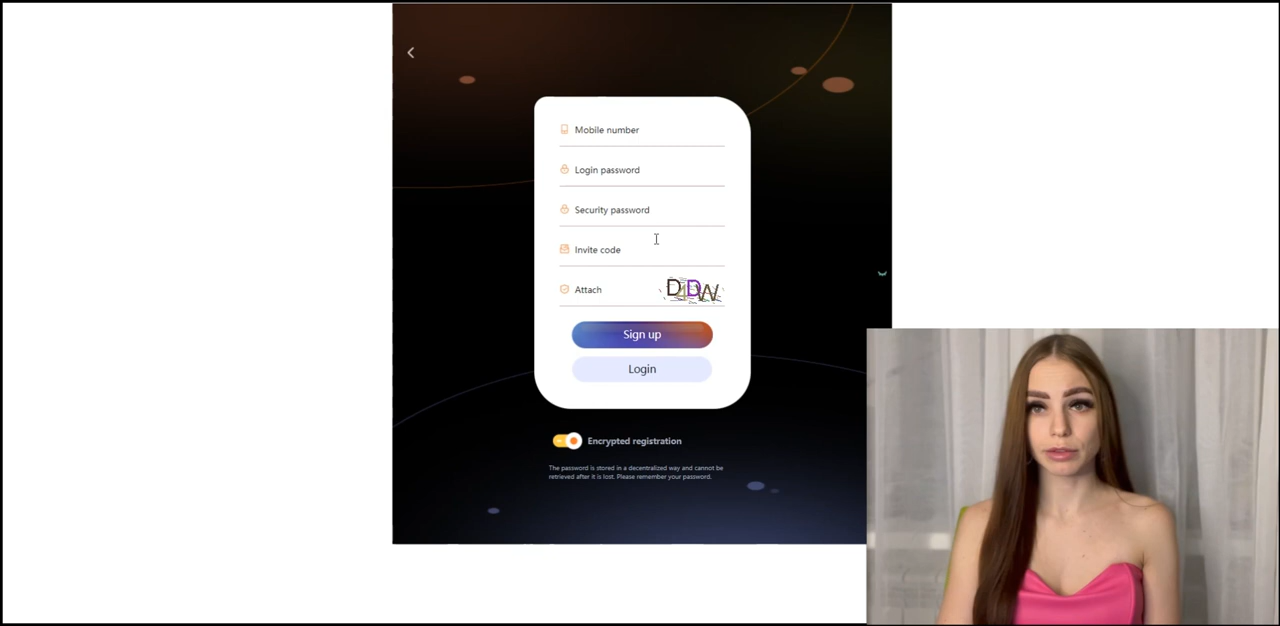 Mobile number
Login password
Security password
Invite code
Attach
D4DW
Sign up
Login
Encrypted registration
The password is stored in a decentralized way and cannot be
retrieved after it is lost. Please remember your password.